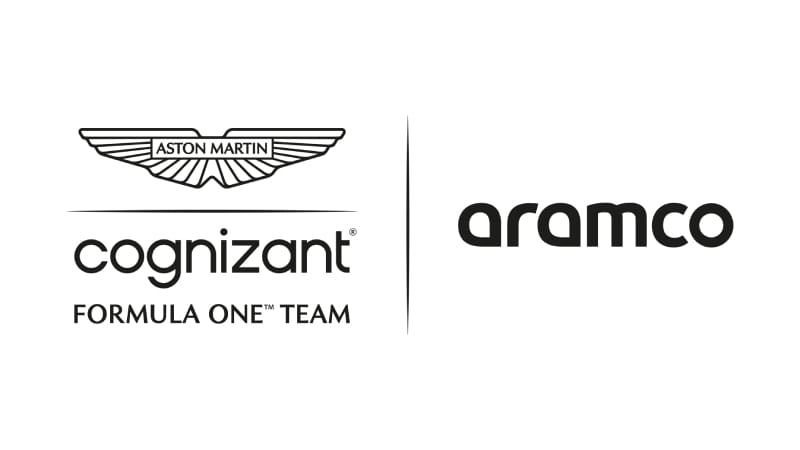 ASTON MARTIN
cognizant®
FORMULA ONE™ TEAM
aramco